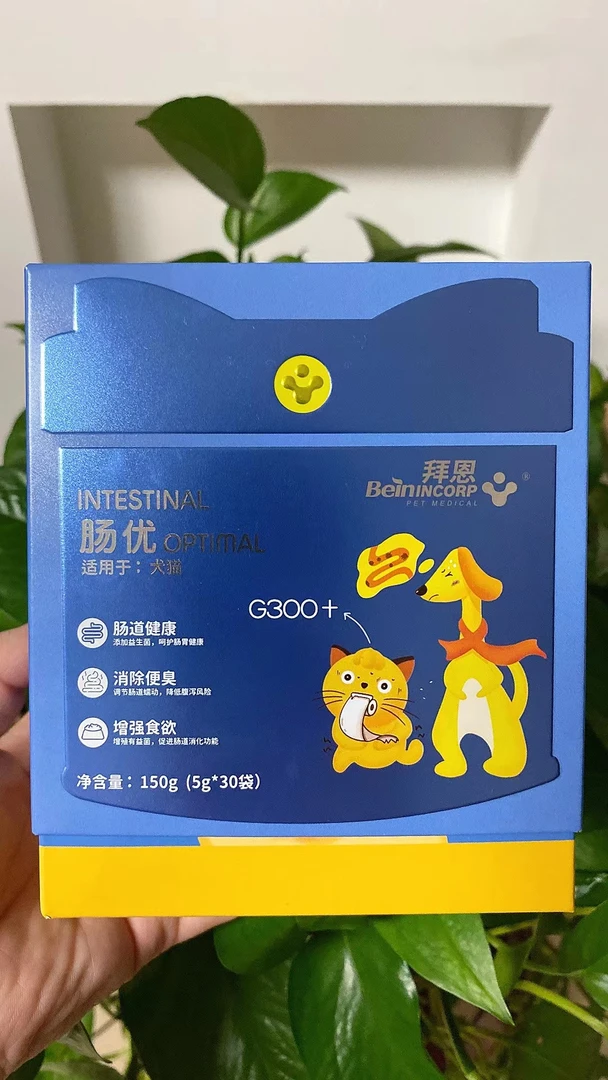 拜恩
BeinINCORP
®
PET MEDICAL
INTESTINAL
肠优 OPTIMAL
适用于：犬猫
G300+
肠道健康
添加益生菌，呵护肠胃健康
消除便臭
调节肠道蠕动，降低腹泻风险
增强食欲
增殖有益菌，促进肠道消化功能
净含量：150g（5g*30袋）